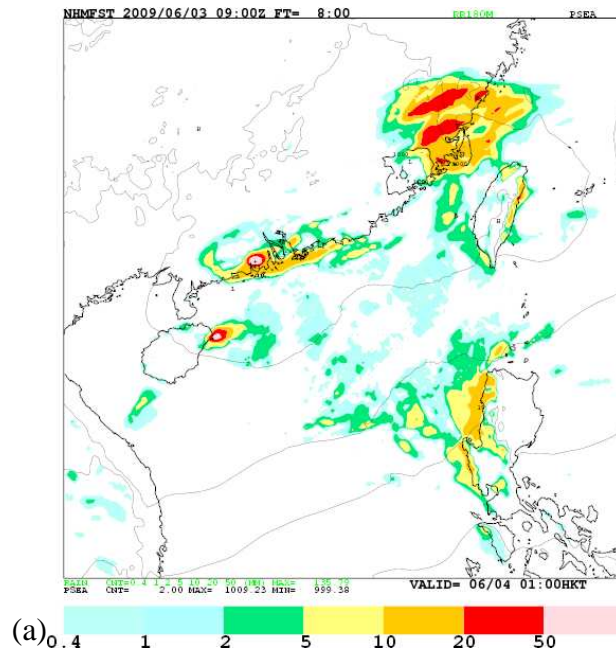 NHMFST 2009/06/03 09:00Z FT= 8:00 RR180M PSEA
RAIN CNT=0.4 1 2 5 10 20 50 (MM) MAX= 135.79
PSEA CNT= 2.00 MAX= 1009.23 MIN= 999.38 VALID= 06/04 01:00HKT
(a) 0.4 1 2 5 10 20 50